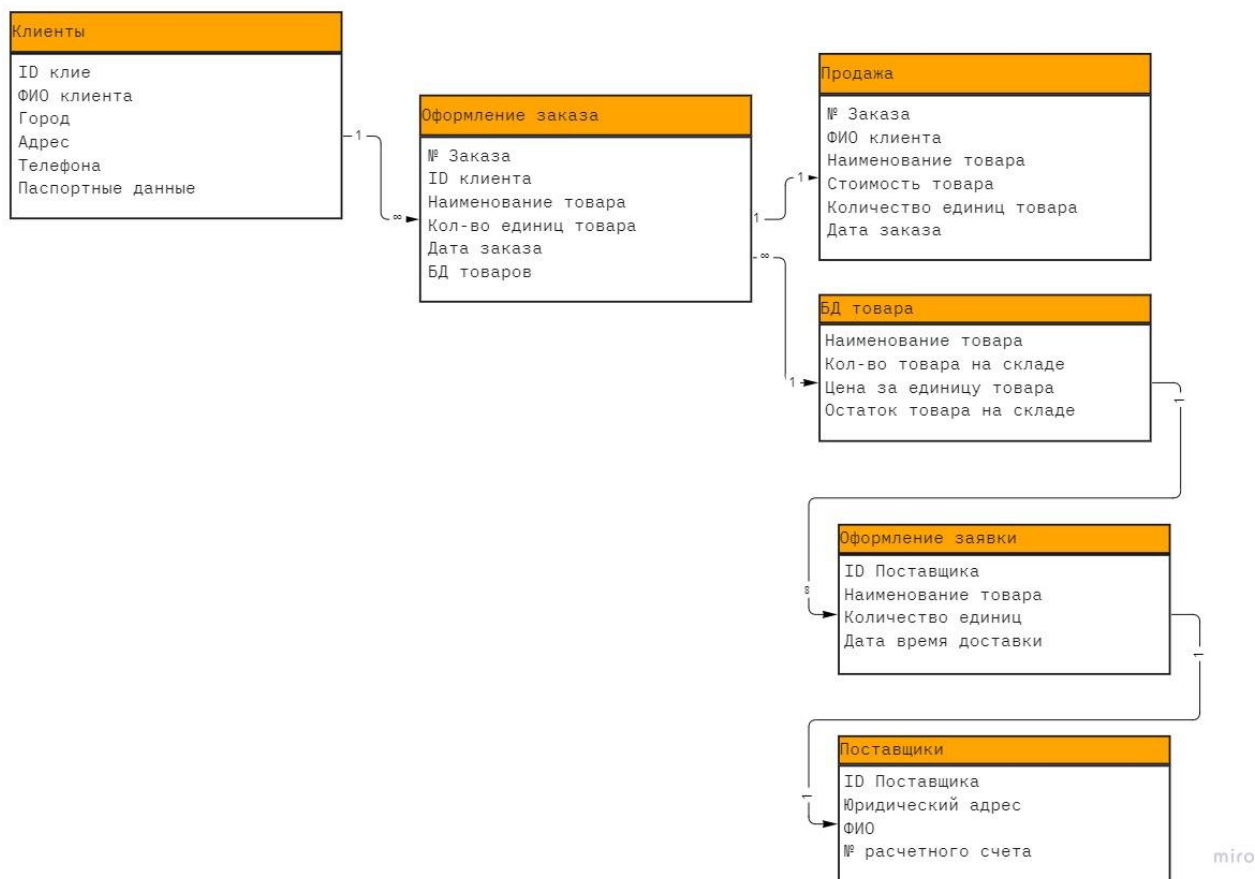 Клиенты
ID клие
ФИО клиента
Город
Адрес
Телефона
Паспортные данные
1
∞
Оформление заказа
№ Заказа
ID клиента
Наименование товара
Кол-во единиц товара
Дата заказа
БД товаров
1
1
∞
1
Продажа
№ Заказа
ФИО клиента
Наименование товара
Стоимость товара
Количество единиц товара
Дата заказа
БД товара
Наименование товара
Кол-во товара на складе
Цена за единицу товара
Остаток товара на складе
1
∞
Оформление заявки
ID Поставщика
Наименование товара
Количество единиц
Дата время доставки
1
1
Поставщики
ID Поставщика
Юридический адрес
ФИО
№ расчетного счета
miro